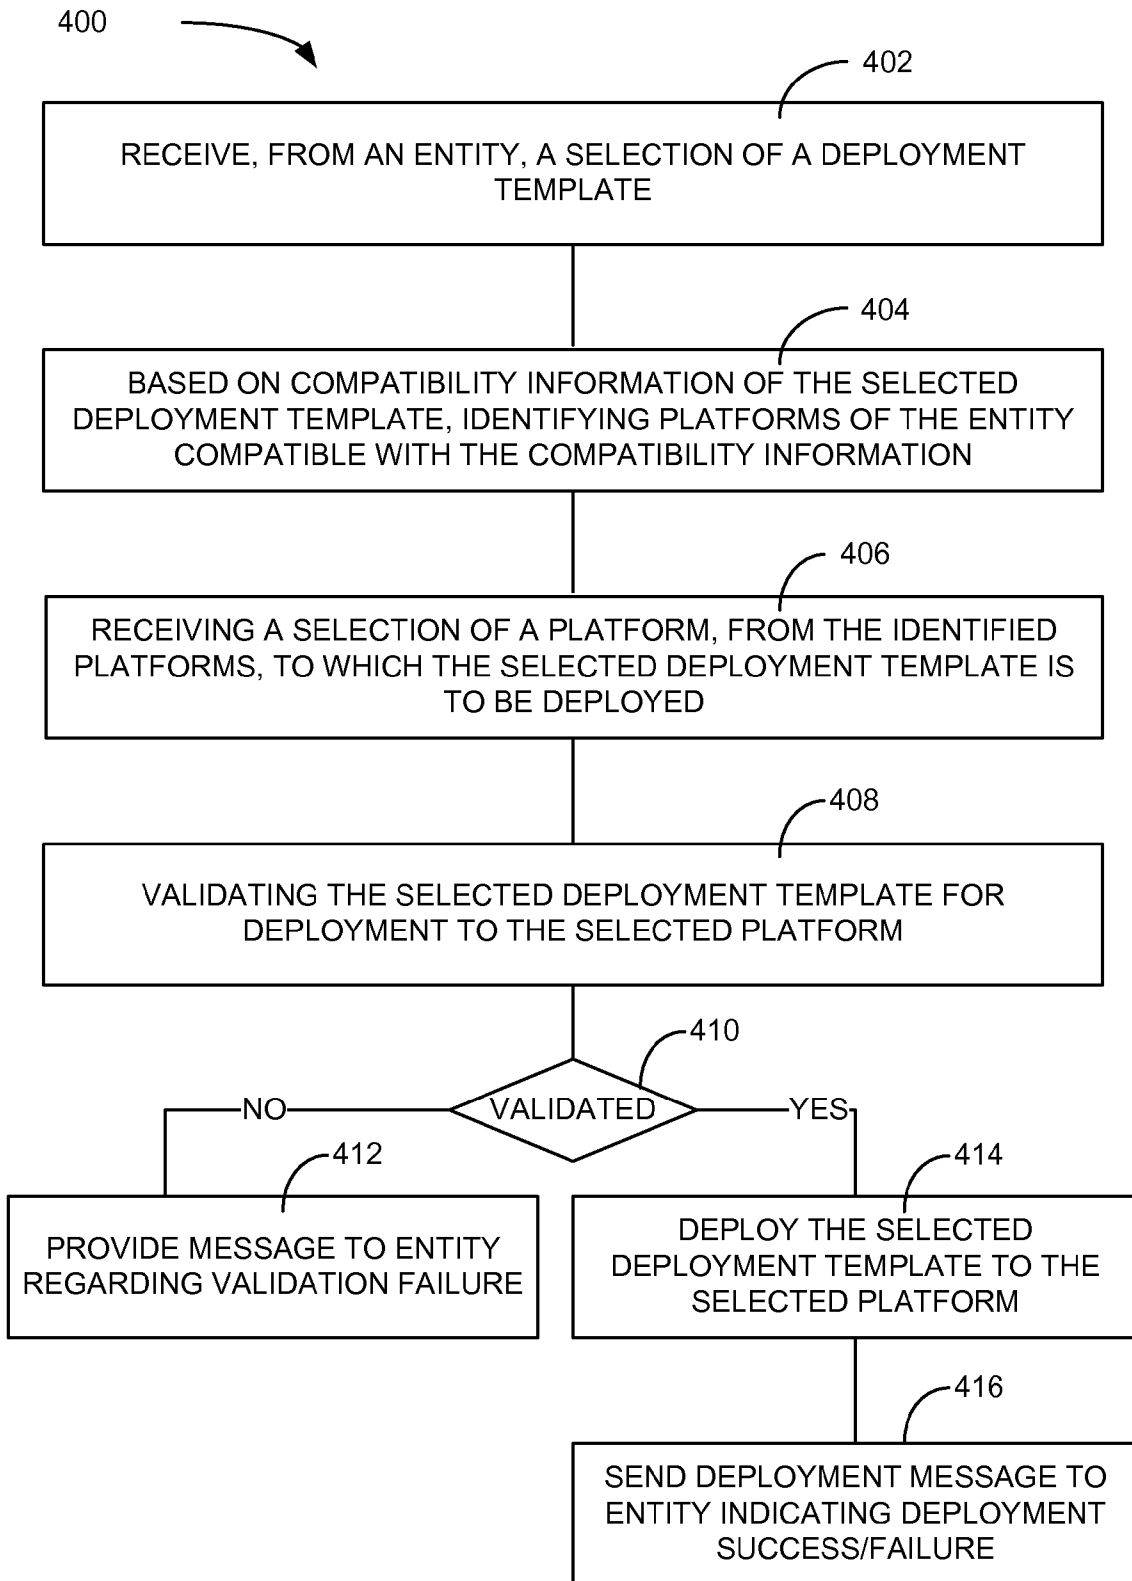 400
402
RECEIVE, FROM AN ENTITY, A SELECTION OF A DEPLOYMENT
TEMPLATE
404
BASED ON COMPATIBILITY INFORMATION OF THE SELECTED
DEPLOYMENT TEMPLATE, IDENTIFYING PLATFORMS OF THE ENTITY
COMPATIBLE WITH THE COMPATIBILITY INFORMATION
406
RECEIVING A SELECTION OF A PLATFORM, FROM THE IDENTIFIED
PLATFORMS, TO WHICH THE SELECTED DEPLOYMENT TEMPLATE IS
TO BE DEPLOYED
408
VALIDATING THE SELECTED DEPLOYMENT TEMPLATE FOR
DEPLOYMENT TO THE SELECTED PLATFORM
410
NO
VALIDATED
YES
412
PROVIDE MESSAGE TO ENTITY
REGARDING VALIDATION FAILURE
414
DEPLOY THE SELECTED
DEPLOYMENT TEMPLATE TO THE
SELECTED PLATFORM
416
SEND DEPLOYMENT MESSAGE TO
ENTITY INDICATING DEPLOYMENT
SUCCESS/FAILURE